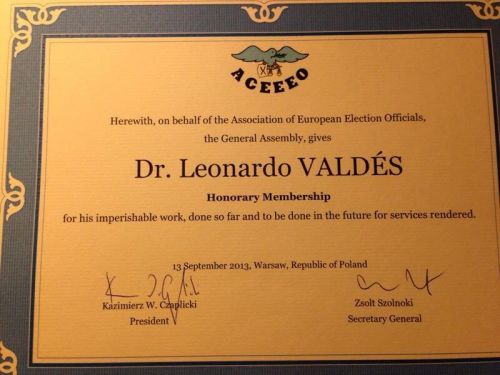 ACEEEO
Herewith, on behalf of the Association of European Election Officials,
the General Assembly, gives
Dr. Leonardo VALDÉS
Honorary Membership
for his imperishable work, done so far and to be done in the future for services rendered.
13 September 2013, Warsaw, Republic of Poland
Kazimierz W. Czaplicki
Zsolt Szolnoki
President
Secretary General